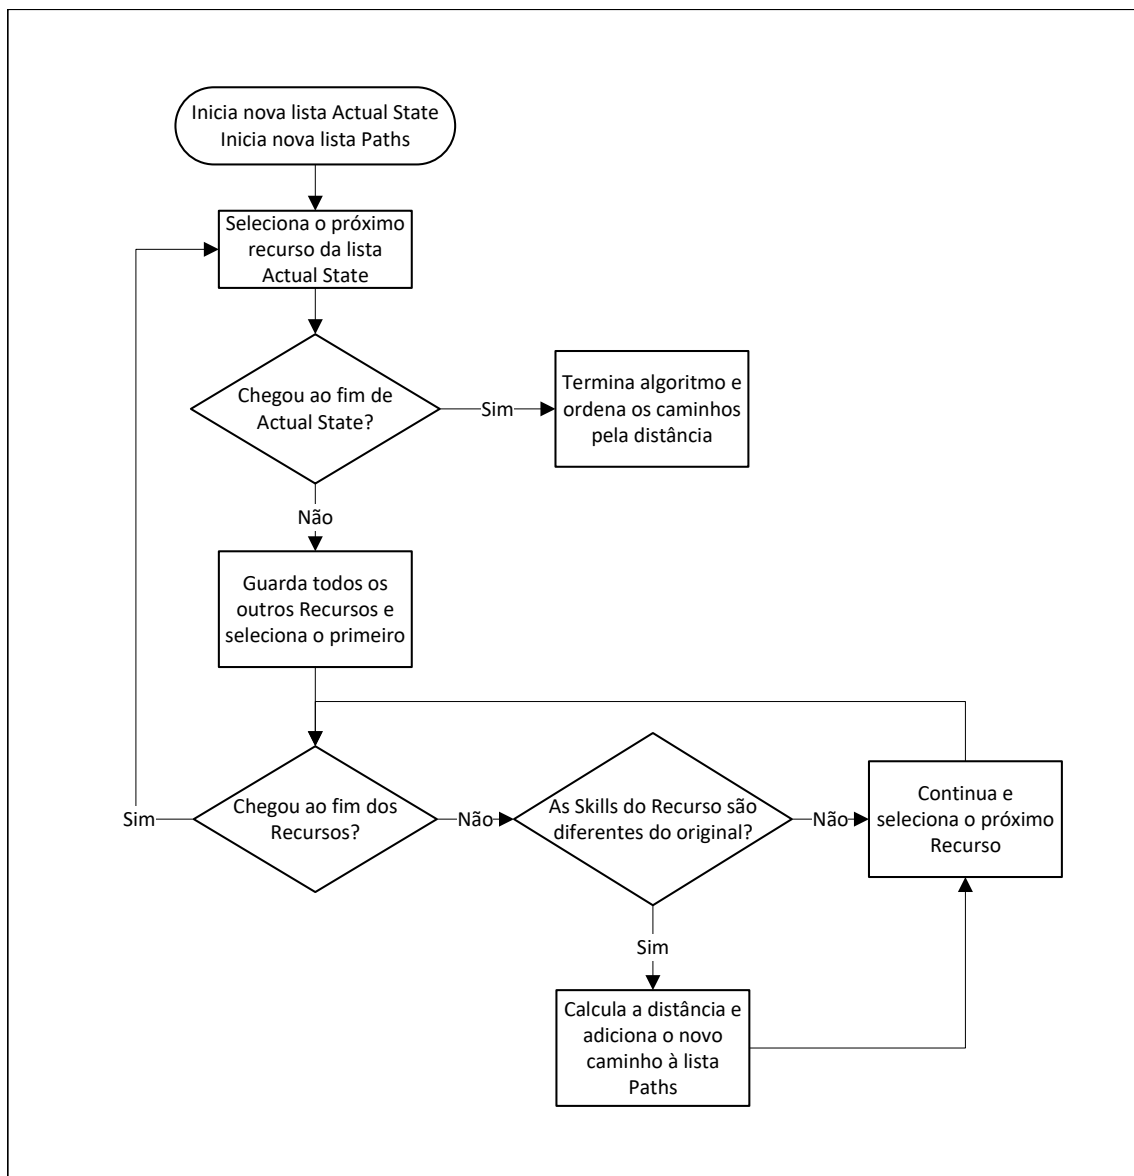 Inicia nova lista Actual State
Inicia nova lista Paths
Seleciona o próximo
recurso da lista
Actual State
Chegou ao fim de
Actual State?
Sim
Termina algoritmo e
ordena os caminhos
pela distância
Não
Guarda todos os
outros Recursos e
seleciona o primeiro
Sim
Chegou ao fim dos
Recursos?
Não
As Skills do Recurso são
diferentes do original?
Não
Continua e
seleciona o próximo
Recurso
Sim
Calcula a distância e
adiciona o novo
caminho à lista
Paths